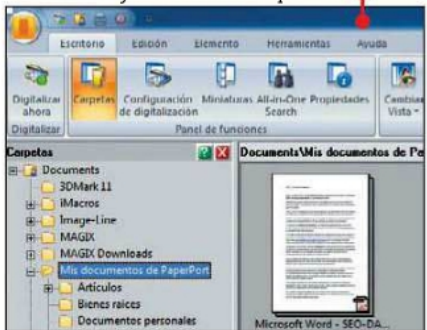 Escritorio Edición Elemento Herramientas Ayuda
Digitalizar ahora
Carpetas
Configuración de digitalización
Miniaturas
All-in-One Search
Propiedades
Cambiar Vista
Digitalizar
Panel de funciones
Carpetas
Documents\Mis documentos de Pa
Documents
3DMark 11
iMacros
Image-Line
MAGIX
MAGIX Downloads
Mis documentos de PaperPort
Artículos
Bienes raices
Documentos personales
Microsoft Word - SEO-DA...